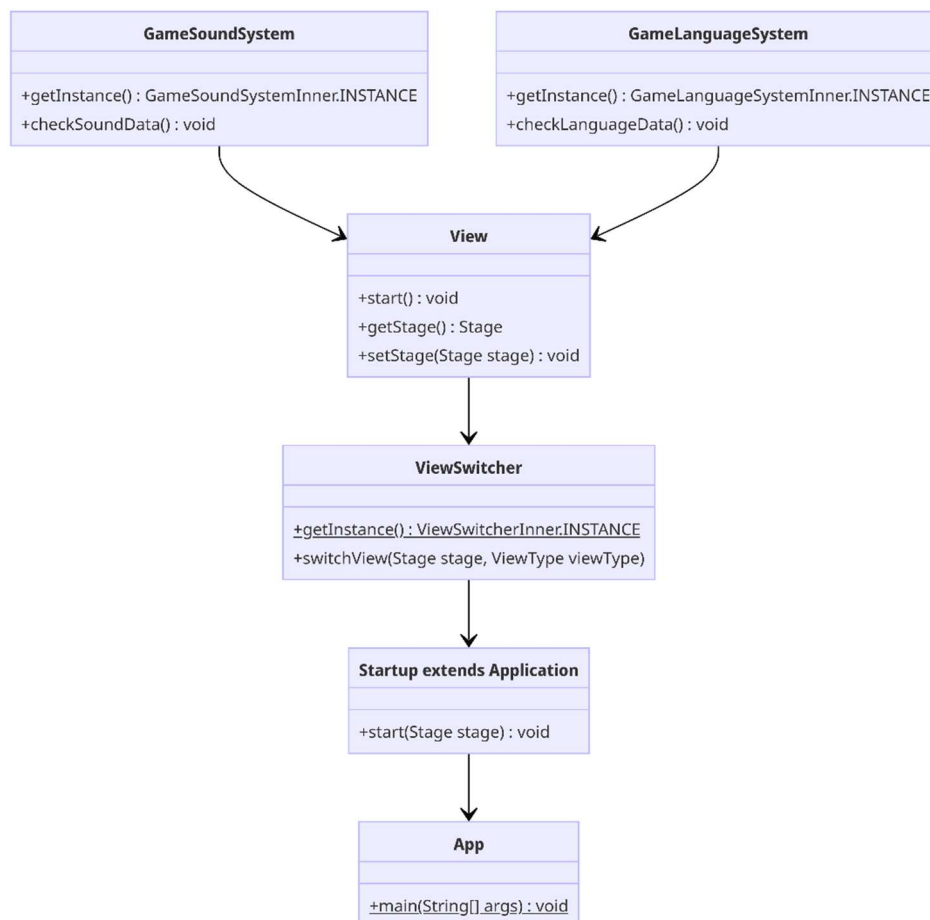 GameSoundSystem
+getInstance() : GameSoundSystemInner.INSTANCE
+checkSoundData() : void
GameLanguageSystem
+getInstance() : GameLanguageSystemInner.INSTANCE
+checkLanguageData() : void
View
+start() : void
+getStage() : Stage
+setStage(Stage stage) : void
ViewSwitcher
+getInstance() : ViewSwitcherInner.INSTANCE
+switchView(Stage stage, ViewType viewType)
Startup extends Application
+start(Stage stage) : void
App
+main(String[] args) : void